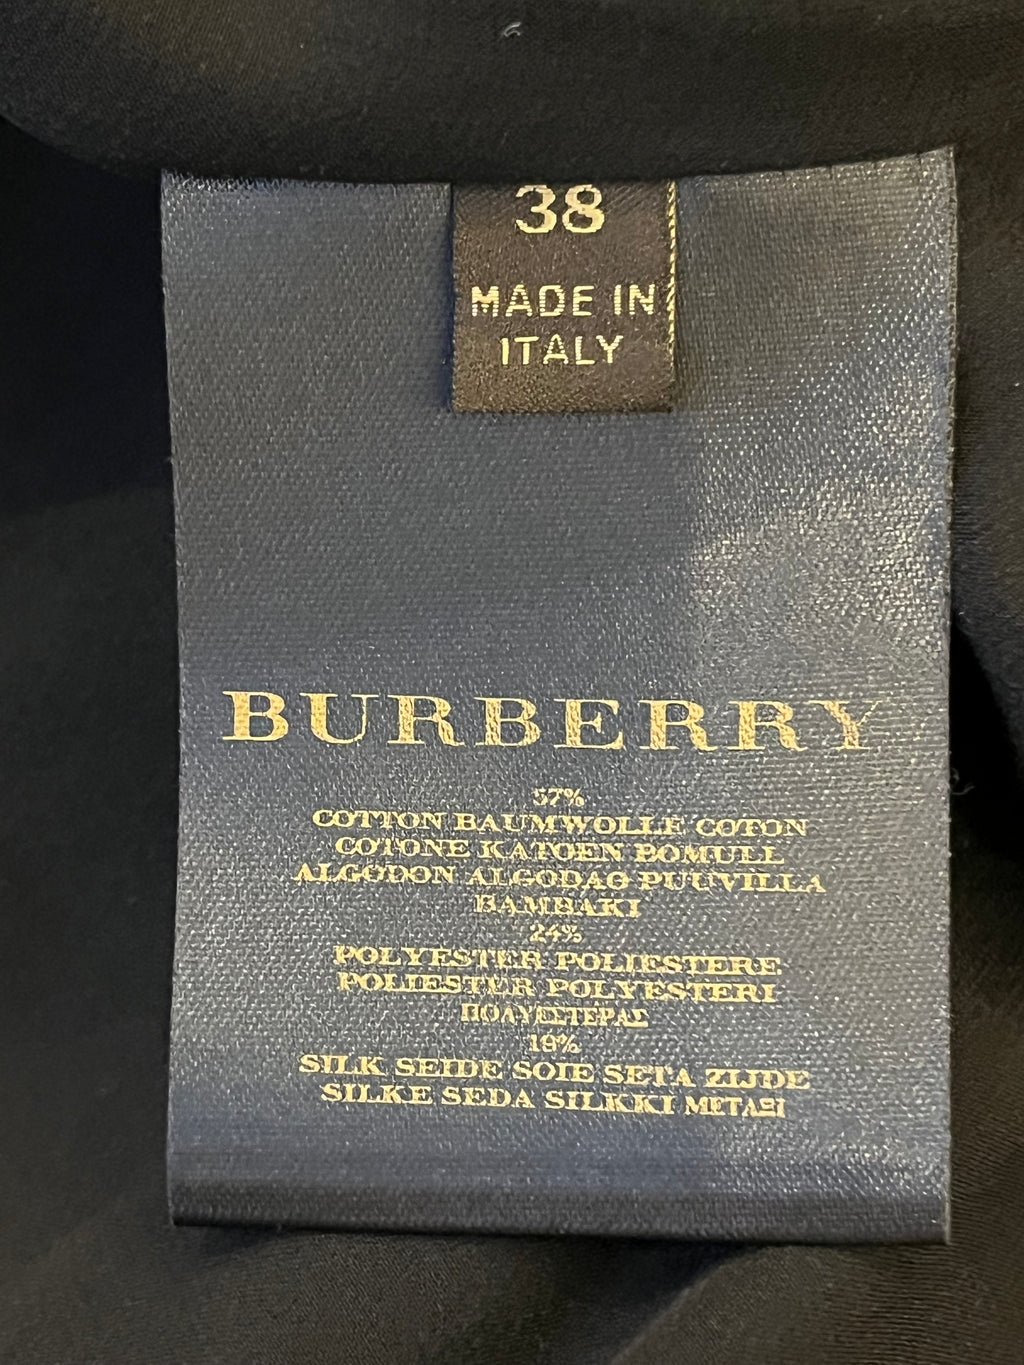 38
MADE IN
ITALY
BURBERRY
57%
COTTON BAUMWOLLE COTON
COTONE KATOEN BOMULL
ALGODON ALGODAO PUUVILLA
BAMBAKI
24%
POLYESTER POLIESTERE
POLIESTER POLYESTERI
ΠΟΛΥΕΣΤΕΡΑΣ
19%
SILK SEIDE SOIE SETA ZIJDE
SILKE SEDA SILKKI ΜΕΤΑΞΙ